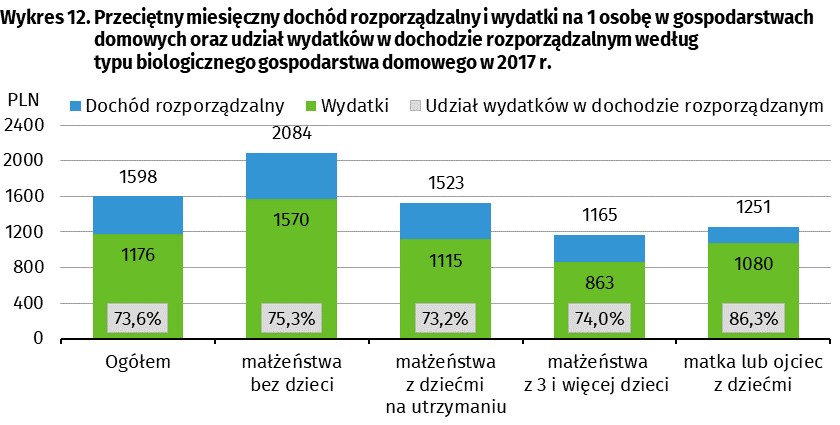 Wykres 12. Przeciętny miesięczny dochód rozporządzalny i wydatki na 1 osobę w gospodarstwach
domowych oraz udział wydatków w dochodzie rozporządzalnym według
typu biologicznego gospodarstwa domowego w 2017 r.
PLN
Dochód rozporządzalny Wydatki Udział wydatków w dochodzie rozporządzanym
2400
2000
1600
1200
800
400
0
1598
2084
1523
1165
1251
1176
1570
1115
863
1080
73,6%
75,3%
73,2%
74,0%
86,3%
Ogółem
małżeństwa
bez dzieci
małżeństwa
z dziećmi
na utrzymaniu
małżeństwa
z 3 i więcej dzieci
matka lub ojciec
z dziećmi